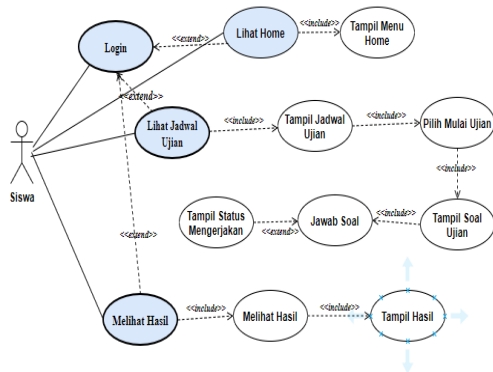 Login
<<extend>>
Lihat Home
<<include>>
Tampil Menu
Home
<<extend>>
Lihat Jadwal
Ujian
<<include>>
Tampil Jadwal
Ujian
<<include>>
Pilih Mulai Ujian
Siswa
<<include>>
Tampil Status
Mengerjakan
<<extend>>
Jawab Soal
<<include>>
Tampil Soal
Ujian
<<extend>>
Melihat Hasil
<<include>>
Melihat Hasil
<<include>>
Tampil Hasil